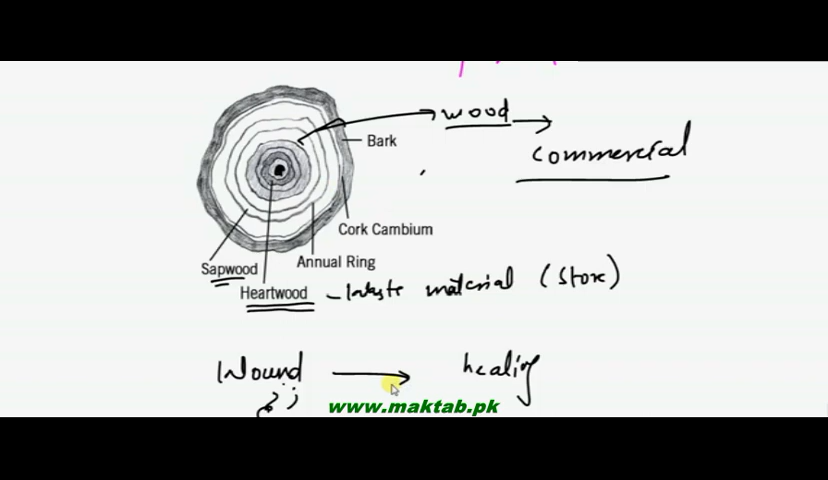 wood →
commercial
Bark
Cork Cambium
Annual Ring
Sapwood
Heartwood - Waste material (store)
Wound → healing
زخم
www.maktab.pk